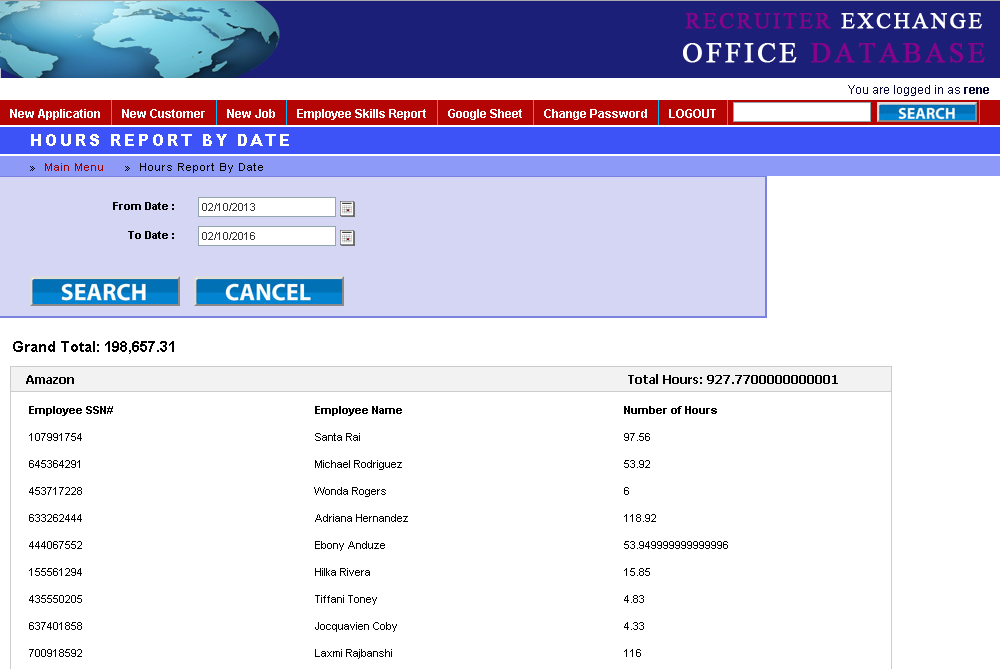 RECRUITER EXCHANGE
OFFICE DATABASE
You are logged in as rene
New Application New Customer New Job Employee Skills Report Google Sheet Change Password LOGOUT SEARCH
HOURS REPORT BY DATE
» Main Menu » Hours Report By Date
From Date : 02/10/2013
To Date : 02/10/2016
SEARCH CANCEL
Grand Total: 198,657.31
Amazon Total Hours: 927.7700000000001
Employee SSN# Employee Name Number of Hours
107991754 Santa Rai 97.56
645364291 Michael Rodriguez 53.92
453717228 Wonda Rogers 6
633262444 Adriana Hernandez 118.92
444067552 Ebony Anduze 53.949999999999996
155561294 Hilka Rivera 15.85
435550205 Tiffani Toney 4.83
637401858 Jocquavien Coby 4.33
700918592 Laxmi Rajbanshi 116